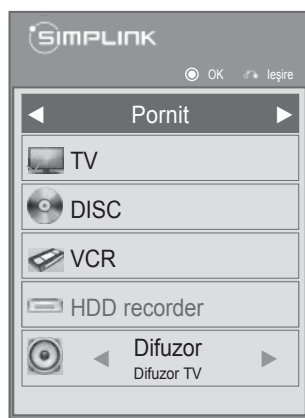 SIMPLINK
OK Ieşire
Pornit
TV
DISC
VCR
HDD recorder
Difuzor
Difuzor TV